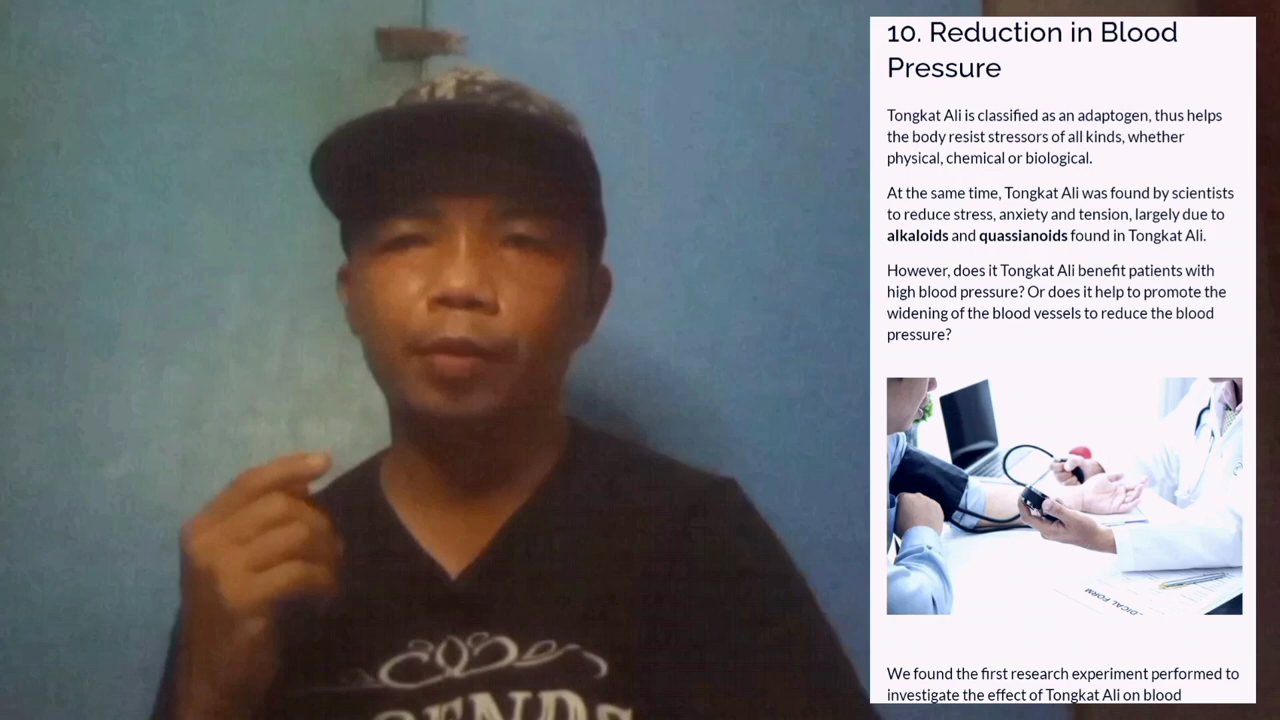 10. Reduction in Blood
Pressure
Tongkat Ali is classified as an adaptogen, thus helps
the body resist stressors of all kinds, whether
physical, chemical or biological.
At the same time, Tongkat Ali was found by scientists
to reduce stress, anxiety and tension, largely due to
alkaloids and quassianoids found in Tongkat Ali.
However, does it Tongkat Ali benefit patients with
high blood pressure? Or does it help to promote the
widening of the blood vessels to reduce the blood
pressure?
DICAL FORM
We found the first research experiment performed to
investigate the effect of Tongkat Ali on blood